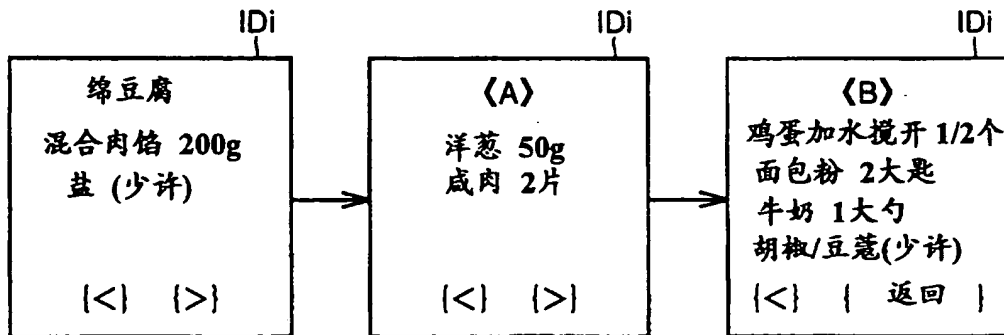 IDi
绵豆腐
混合肉馅 200g
盐 (少许)
{<} {>}
IDi
《A》
洋葱 50g
咸肉 2片
{<} {>}
IDi
《B》
鸡蛋加水搅开 1/2个
面包粉 2大匙
牛奶 1大勺
胡椒/豆蔻(少许)
{<} { 返回 }